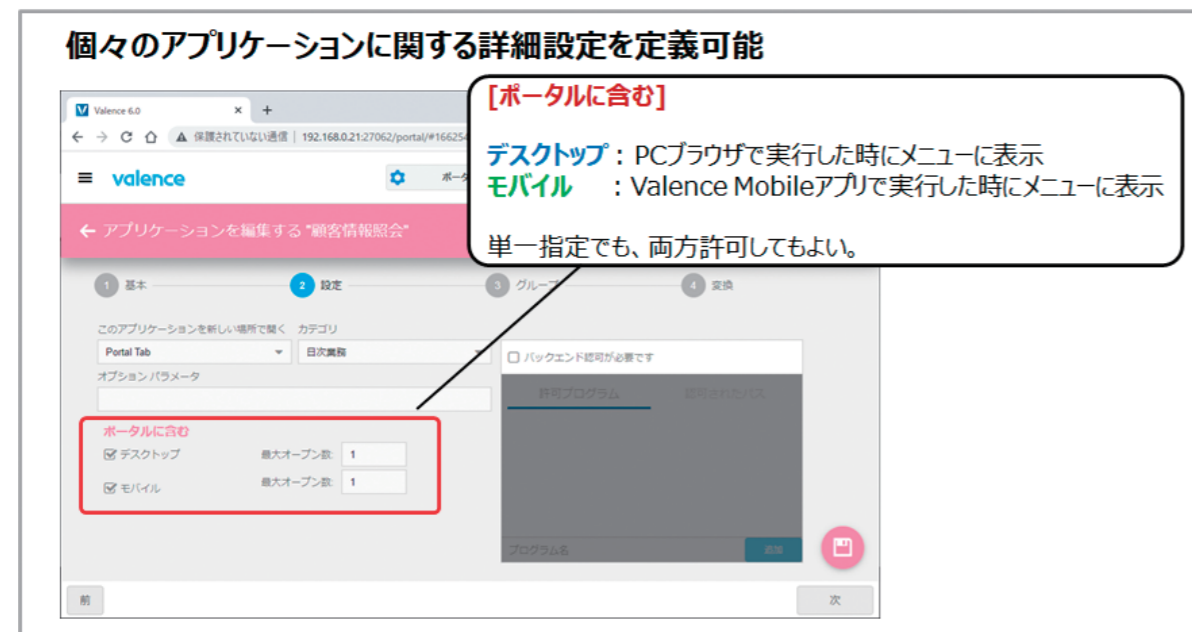 個々のアプリケーションに関する詳細設定を定義可能
[ポータルに含む]
デスクトップ：PCブラウザで実行した時にメニューに表示
モバイル　：Valence Mobileアプリで実行した時にメニューに表示
単一指定でも、両方許可してもよい。
Valence 6.0
保護されていない通信 | 192.168.0.21:27062/portal/#16625
valence
ポータ
アプリケーションを編集する "顧客情報照会"
1 基本
2 設定
3 グループ
4 変換
このアプリケーションを新しい場所で開く カテゴリ
Portal Tab 日次業務
バックエンド認可が必要です
オプション パラメータ
許可プログラム 認可されたパス
ポータルに含む
デスクトップ 最大オープン数: 1
モバイル 最大オープン数: 1
プログラム名 追加
前 次